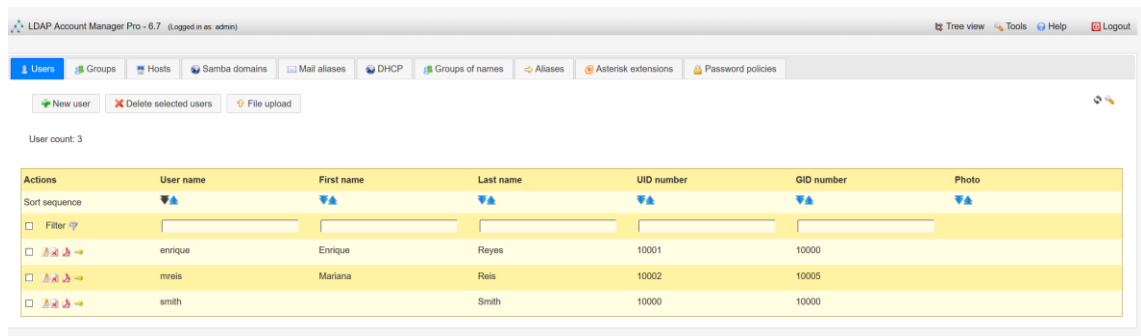 LDAP Account Manager Pro - 6.7 (Logged in as: admin) Tree view Tools Help Logout
Users Groups Hosts Samba domains Mail aliases DHCP Groups of names Aliases Asterisk extensions Password policies
New user Delete selected users File upload
User count: 3
Actions User name First name Last name UID number GID number Photo
Sort sequence
Filter
enrique Enrique Reyes 10001 10000
mreis Mariana Reis 10002 10005
smith Smith 10000 10000